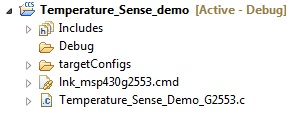 Temperature_Sense_demo [Active - Debug]
Includes
Debug
targetConfigs
lnk_msp430g2553.cmd
Temperature_Sense_Demo_G2553.c